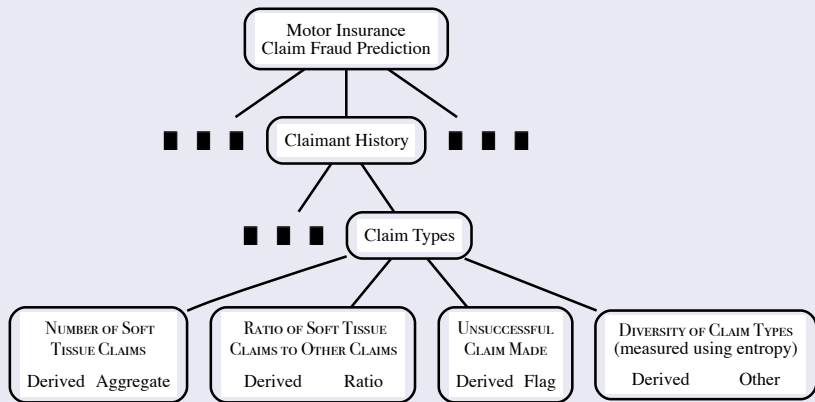 Motor Insurance
Claim Fraud Prediction
Claimant History
Claim Types
Number of Soft
Tissue Claims
Derived Aggregate
Ratio of Soft Tissue
Claims to Other Claims
Derived Ratio
Unsuccessful
Claim Made
Derived Flag
Diversity of Claim Types
(measured using entropy)
Derived Other